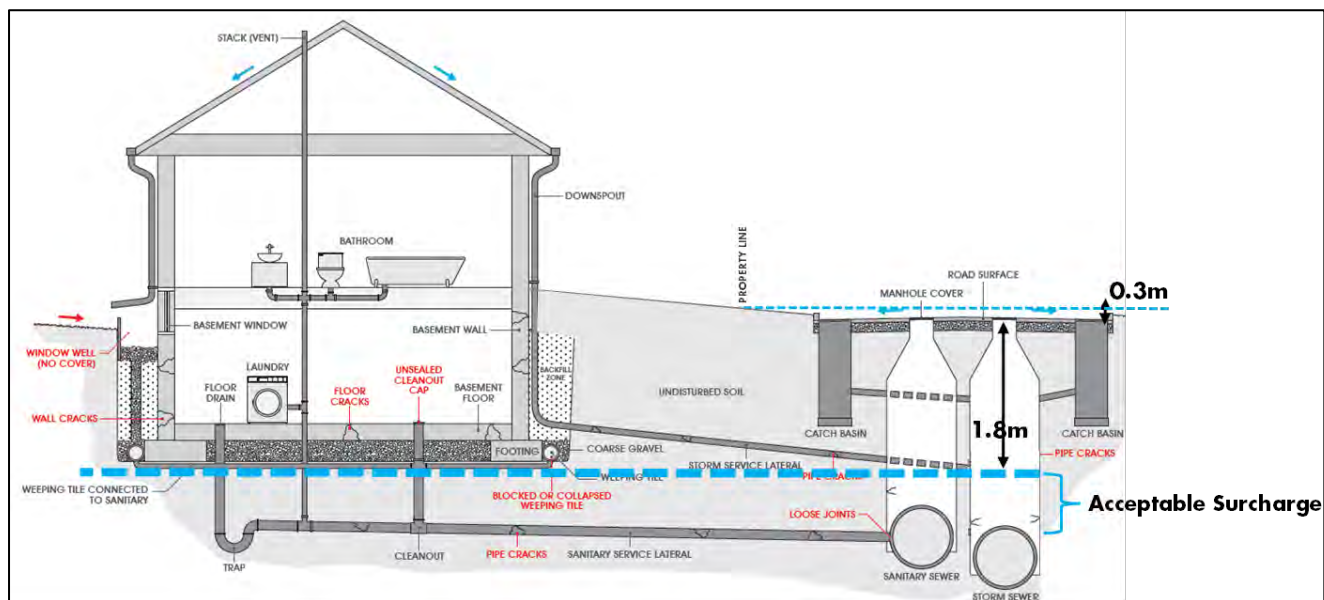 STACK (VENT)
DOWNSPOUT
BATHROOM
PROPERTY LINE
ROAD SURFACE
MANHOLE COVER
0.3m
BASEMENT WINDOW
BASEMENT WALL
WINDOW WELL
(NO COVER)
LAUNDRY
FLOOR
DRAIN
FLOOR
CRACKS
UNSEALED
CLEANOUT
CAP
BASEMENT
FLOOR
BACKFILL
ZONE
UNDISTURBED SOIL
WALL CRACKS
CATCH BASIN
1.8m
CATCH BASIN
FOOTING
COARSE GRAVEL
PIPE CRACKS
STORM SERVICE LATERAL
WEEPING TILE
PIPE CRACKS
WEEPING TILE CONNECTED
TO SANITARY
BLOCKED OR COLLAPSED
WEEPING TILE
Acceptable Surcharge
LOOSE JOINTS
TRAP
CLEANOUT
PIPE CRACKS
SANITARY SERVICE LATERAL
SANITARY SEWER
STORM SEWER